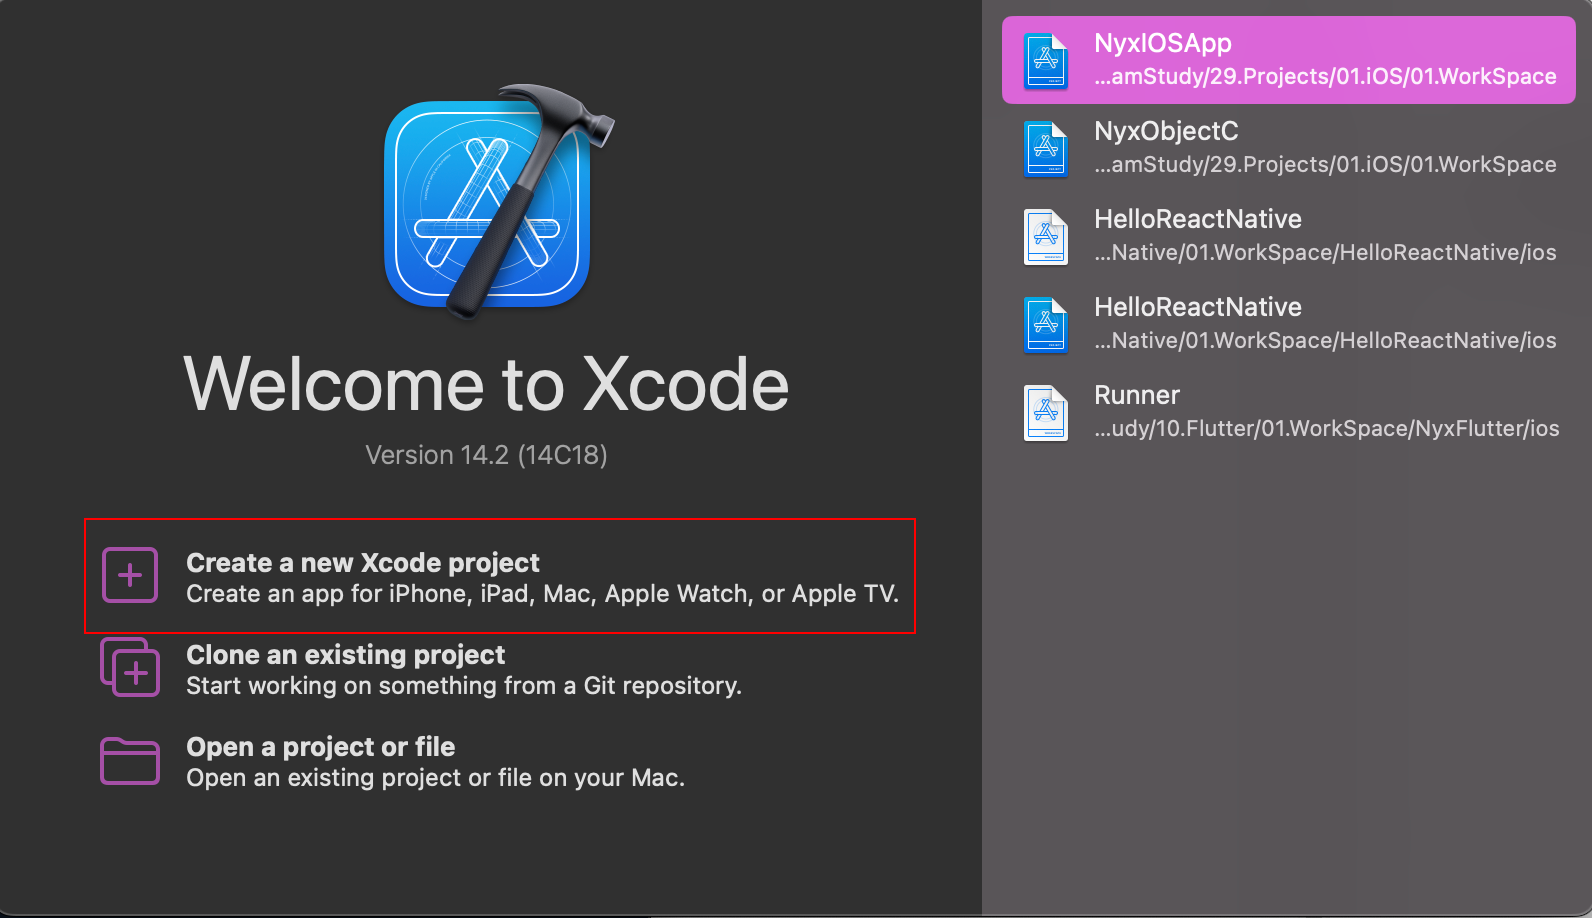 Welcome to Xcode
Version 14.2 (14C18)
Create a new Xcode project
Create an app for iPhone, iPad, Mac, Apple Watch, or Apple TV.
Clone an existing project
Start working on something from a Git repository.
Open a project or file
Open an existing project or file on your Mac.
NyxIOSApp
...amStudy/29.Projects/01.iOS/01.WorkSpace
NyxObjectC
...amStudy/29.Projects/01.iOS/01.WorkSpace
HelloReactNative
...Native/01.WorkSpace/HelloReactNative/ios
HelloReactNative
...Native/01.WorkSpace/HelloReactNative/ios
Runner
...udy/10.Flutter/01.WorkSpace/NyxFlutter/ios